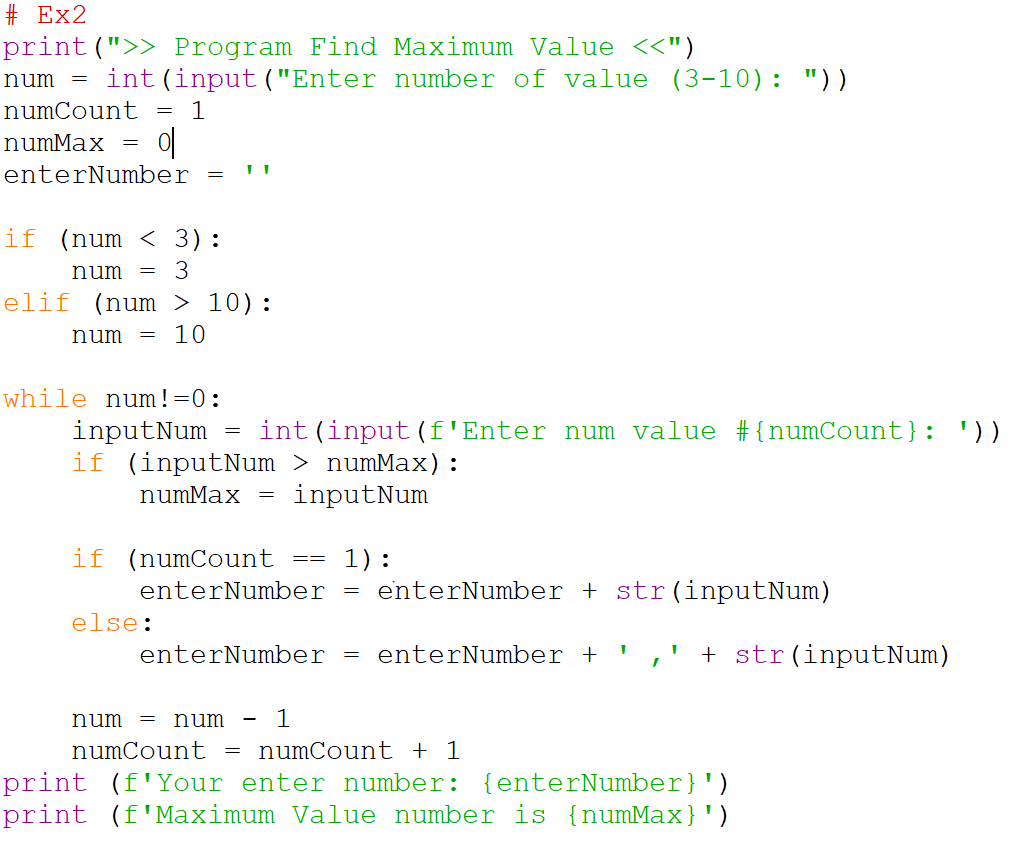 # Ex2
print(">> Program Find Maximum Value <<")
num = int(input("Enter number of value (3-10): "))
numCount = 1
numMax = 0
enterNumber = ''

if (num < 3):
    num = 3
elif (num > 10):
    num = 10

while num!=0:
    inputNum = int(input(f'Enter num value #{numCount}: '))
    if (inputNum > numMax):
        numMax = inputNum

    if (numCount == 1):
        enterNumber = enterNumber + str(inputNum)
    else:
        enterNumber = enterNumber + ' ,' + str(inputNum)

    num = num - 1
    numCount = numCount + 1
print (f'Your enter number: {enterNumber}')
print (f'Maximum Value number is {numMax}')